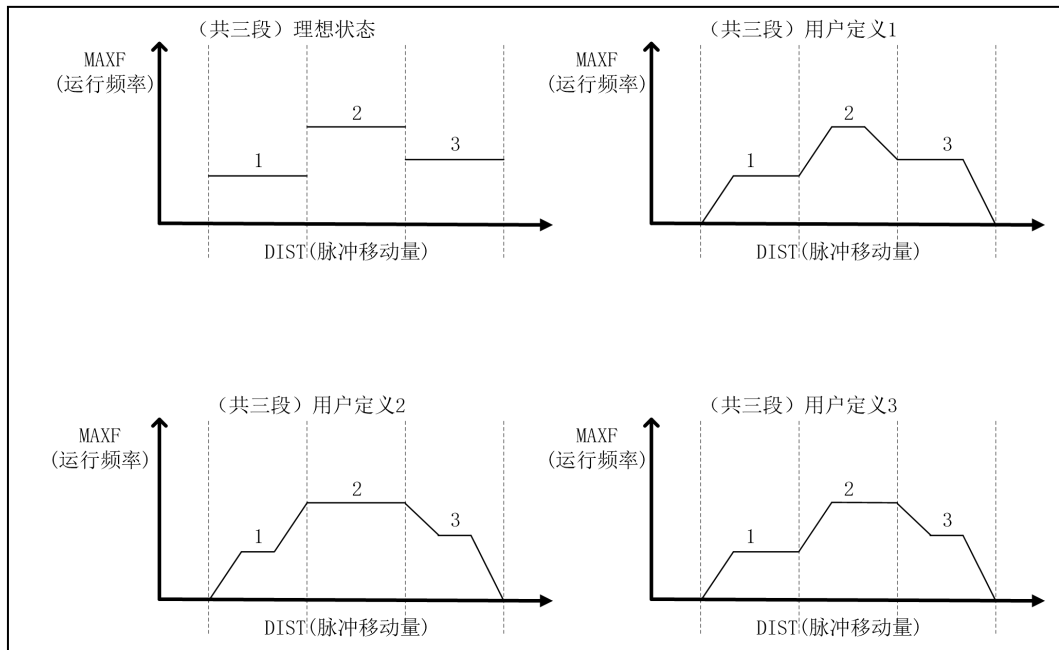 （共三段）理想状态
MAXF
(运行频率)
1
2
3
DIST(脉冲移动量)
（共三段）用户定义1
MAXF
(运行频率)
1
2
3
DIST(脉冲移动量)
（共三段）用户定义2
MAXF
(运行频率)
1
2
3
DIST(脉冲移动量)
（共三段）用户定义3
MAXF
(运行频率)
1
2
3
DIST(脉冲移动量)